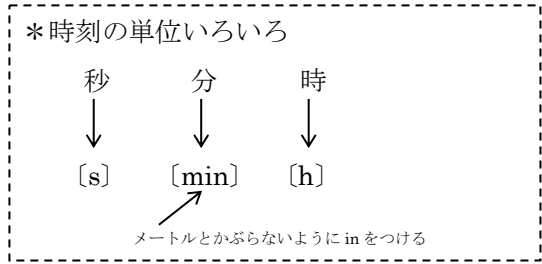 ＊時刻の単位いろいろ
秒 分 時
〔s〕 〔min〕 〔h〕
メートルとかぶらないように in をつける